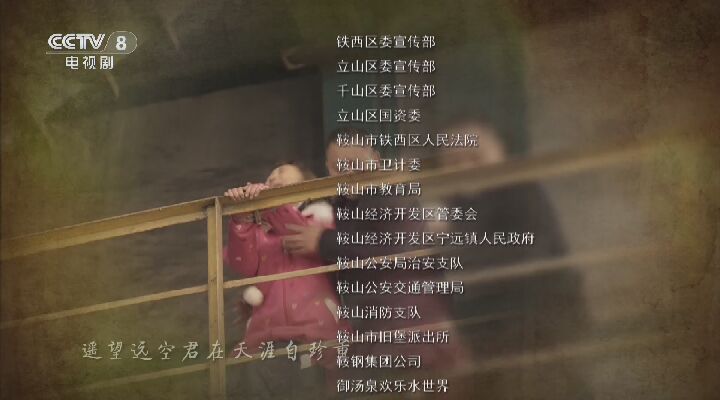 CCTV 8
电视剧
铁西区委宣传部
立山区委宣传部
千山区委宣传部
立山区国资委
鞍山市铁西区人民法院
鞍山市卫计委
鞍山市教育局
鞍山经济开发区管委会
鞍山经济开发区宁远镇人民政府
鞍山公安局治安支队
鞍山公安交通管理局
鞍山消防支队
鞍山市旧堡派出所
鞍钢集团公司
御汤泉欢乐水世界
遥望远空君在天涯自珍重